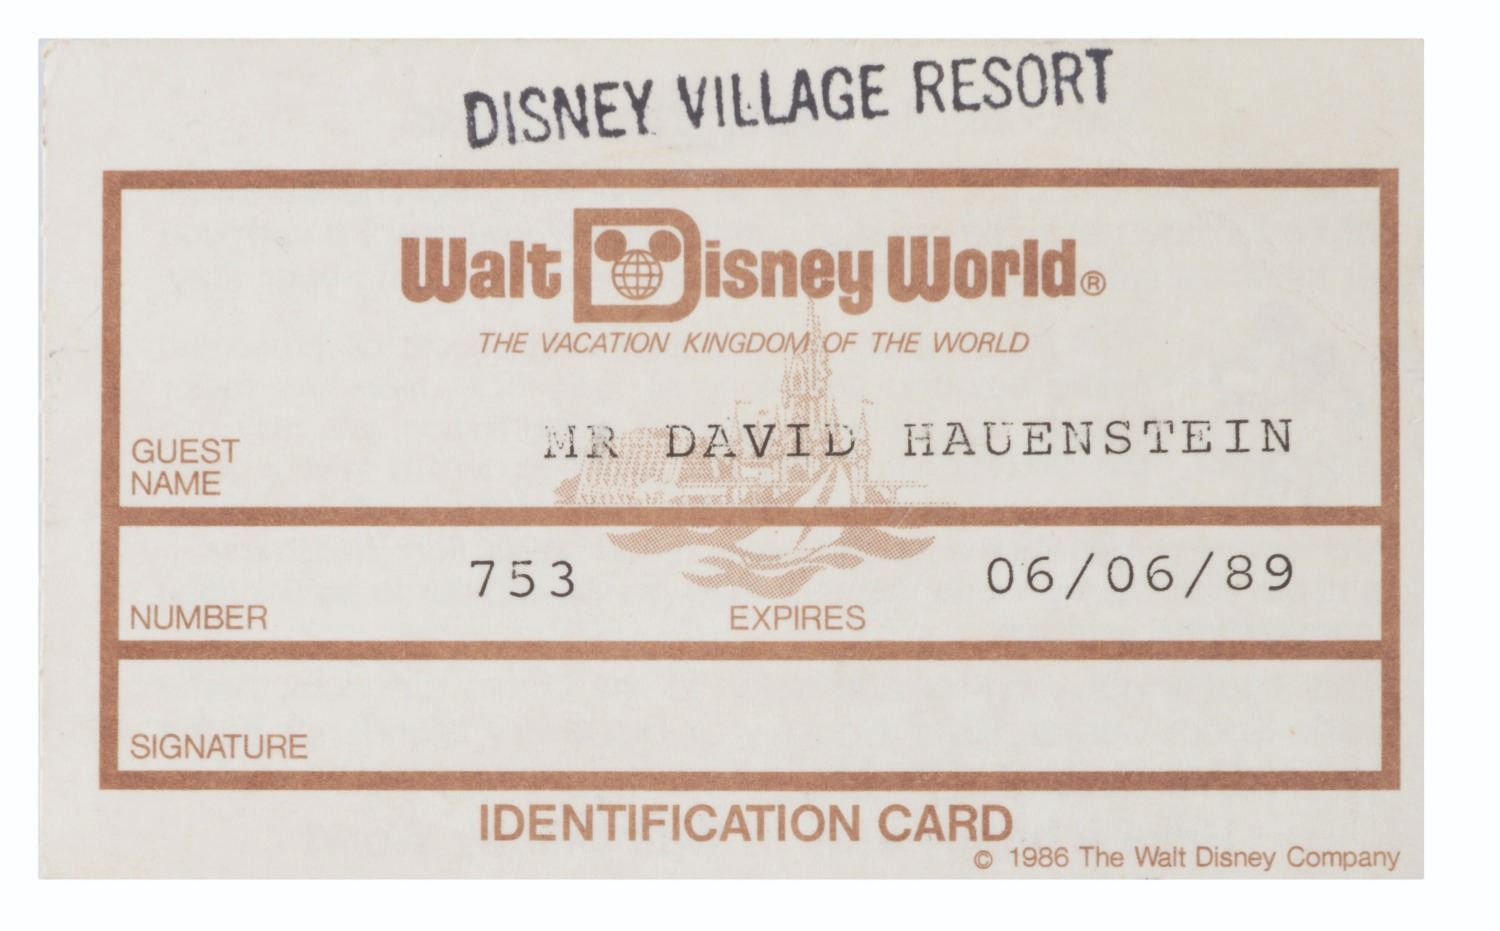 DISNEY VILLAGE RESORT
Walt Disney World®
THE VACATION KINGDOM OF THE WORLD
GUEST NAME MR DAVID HAUENSTEIN
NUMBER 753 EXPIRES 06/06/89
SIGNATURE
IDENTIFICATION CARD
© 1986 The Walt Disney Company